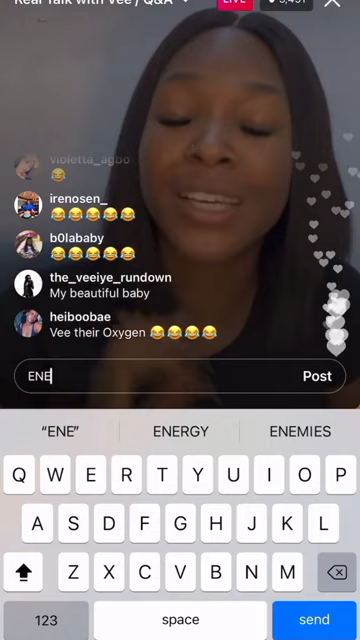 Real Talk with Vee / Q&A
LIVE
violetta_agbo
😂
irenosen_
😂😂😂😂😂
b0lababy
😂😂😂😂😂
the_veeiye_rundown
My beautiful baby
heiboobae
Vee their Oxygen 😂😂😂😂
ENE
Post
“ENE”
ENERGY
ENEMIES
Q W E R T Y U I O P
A S D F G H J K L
Z X C V B N M
123
space
send